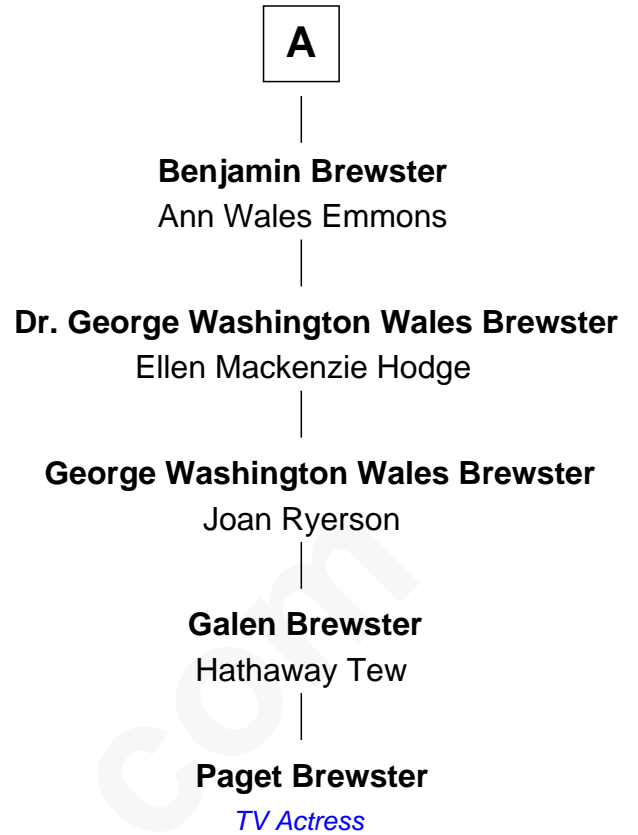 A
Benjamin Brewster
Ann Wales Emmons
Dr. George Washington Wales Brewster
Ellen Mackenzie Hodge
George Washington Wales Brewster
Joan Ryerson
Galen Brewster
Hathaway Tew
Paget Brewster
TV Actress
com